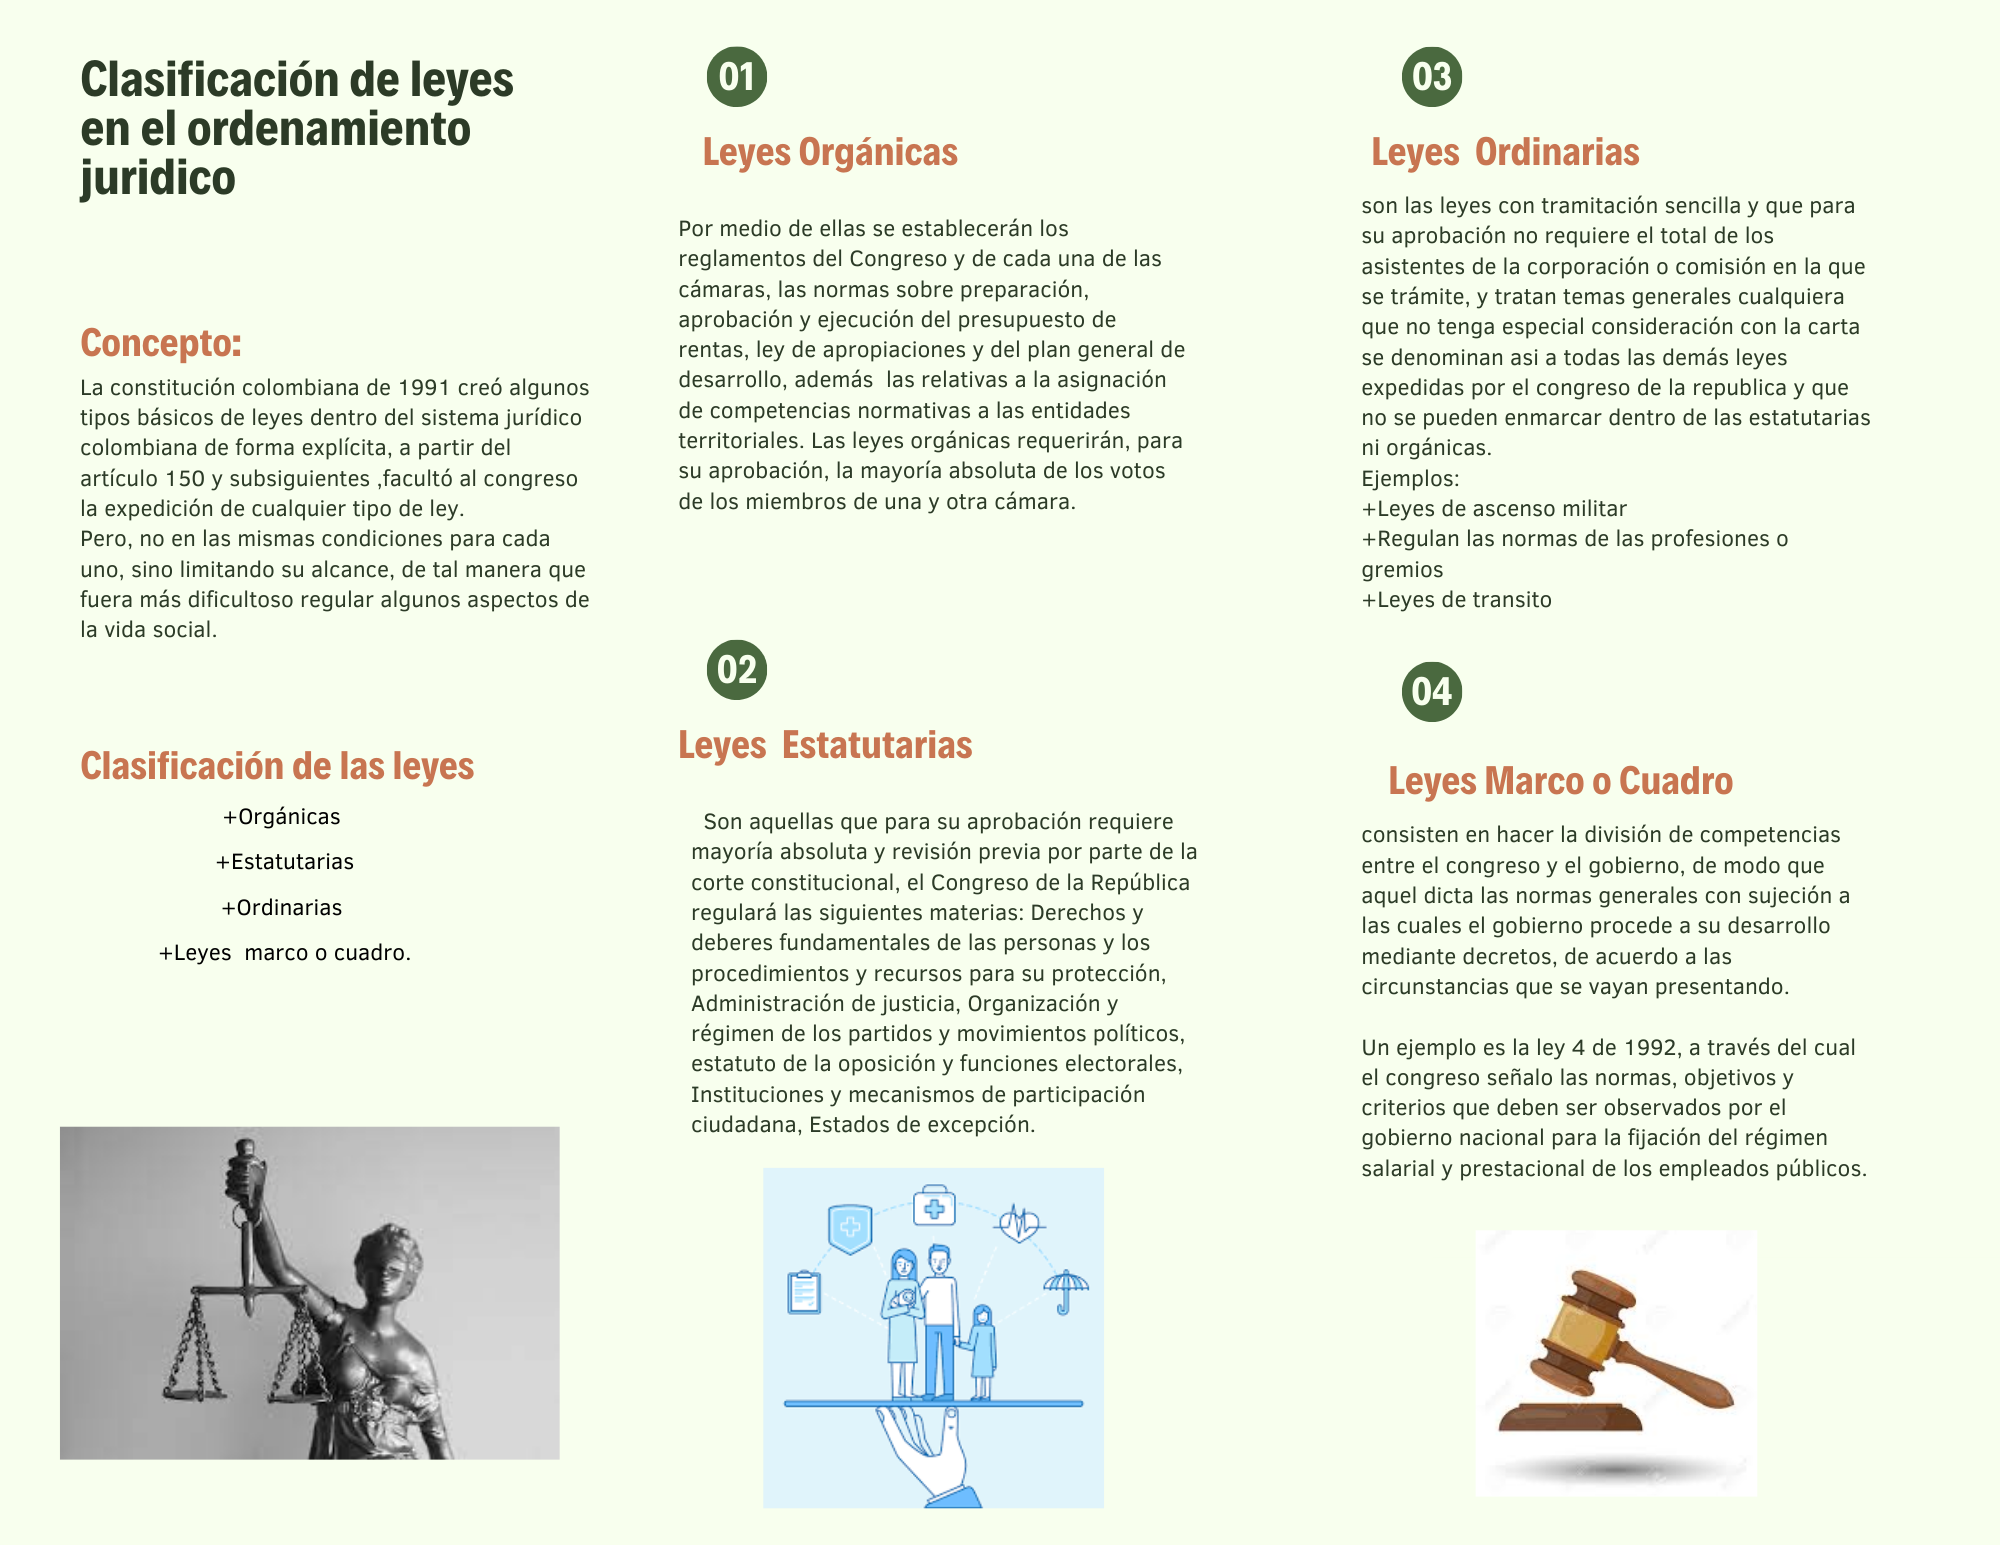 Clasificación de leyes
en el ordenamiento
juridico
Concepto:
La constitución colombiana de 1991 creó algunos
tipos básicos de leyes dentro del sistema jurídico
colombiana de forma explícita, a partir del
artículo 150 y subsiguientes ,facultó al congreso
la expedición de cualquier tipo de ley.
Pero, no en las mismas condiciones para cada
uno, sino limitando su alcance, de tal manera que
fuera más dificultoso regular algunos aspectos de
la vida social.
Clasificación de las leyes
+Orgánicas
+Estatutarias
+Ordinarias
+Leyes  marco o cuadro.
01
Leyes Orgánicas
Por medio de ellas se establecerán los
reglamentos del Congreso y de cada una de las
cámaras, las normas sobre preparación,
aprobación y ejecución del presupuesto de
rentas, ley de apropiaciones y del plan general de
desarrollo, además  las relativas a la asignación
de competencias normativas a las entidades
territoriales. Las leyes orgánicas requerirán, para
su aprobación, la mayoría absoluta de los votos
de los miembros de una y otra cámara.
02
Leyes  Estatutarias
Son aquellas que para su aprobación requiere
mayoría absoluta y revisión previa por parte de la
corte constitucional, el Congreso de la República
regulará las siguientes materias: Derechos y
deberes fundamentales de las personas y los
procedimientos y recursos para su protección,
Administración de justicia, Organización y
régimen de los partidos y movimientos políticos,
estatuto de la oposición y funciones electorales,
Instituciones y mecanismos de participación
ciudadana, Estados de excepción.
03
Leyes  Ordinarias
son las leyes con tramitación sencilla y que para
su aprobación no requiere el total de los
asistentes de la corporación o comisión en la que
se trámite, y tratan temas generales cualquiera
que no tenga especial consideración con la carta
se denominan asi a todas las demás leyes
expedidas por el congreso de la republica y que
no se pueden enmarcar dentro de las estatutarias
ni orgánicas.
Ejemplos:
+Leyes de ascenso militar
+Regulan las normas de las profesiones o
gremios
+Leyes de transito
04
Leyes Marco o Cuadro
consisten en hacer la división de competencias
entre el congreso y el gobierno, de modo que
aquel dicta las normas generales con sujeción a
las cuales el gobierno procede a su desarrollo
mediante decretos, de acuerdo a las
circunstancias que se vayan presentando.
Un ejemplo es la ley 4 de 1992, a través del cual
el congreso señalo las normas, objetivos y
criterios que deben ser observados por el
gobierno nacional para la fijación del régimen
salarial y prestacional de los empleados públicos.